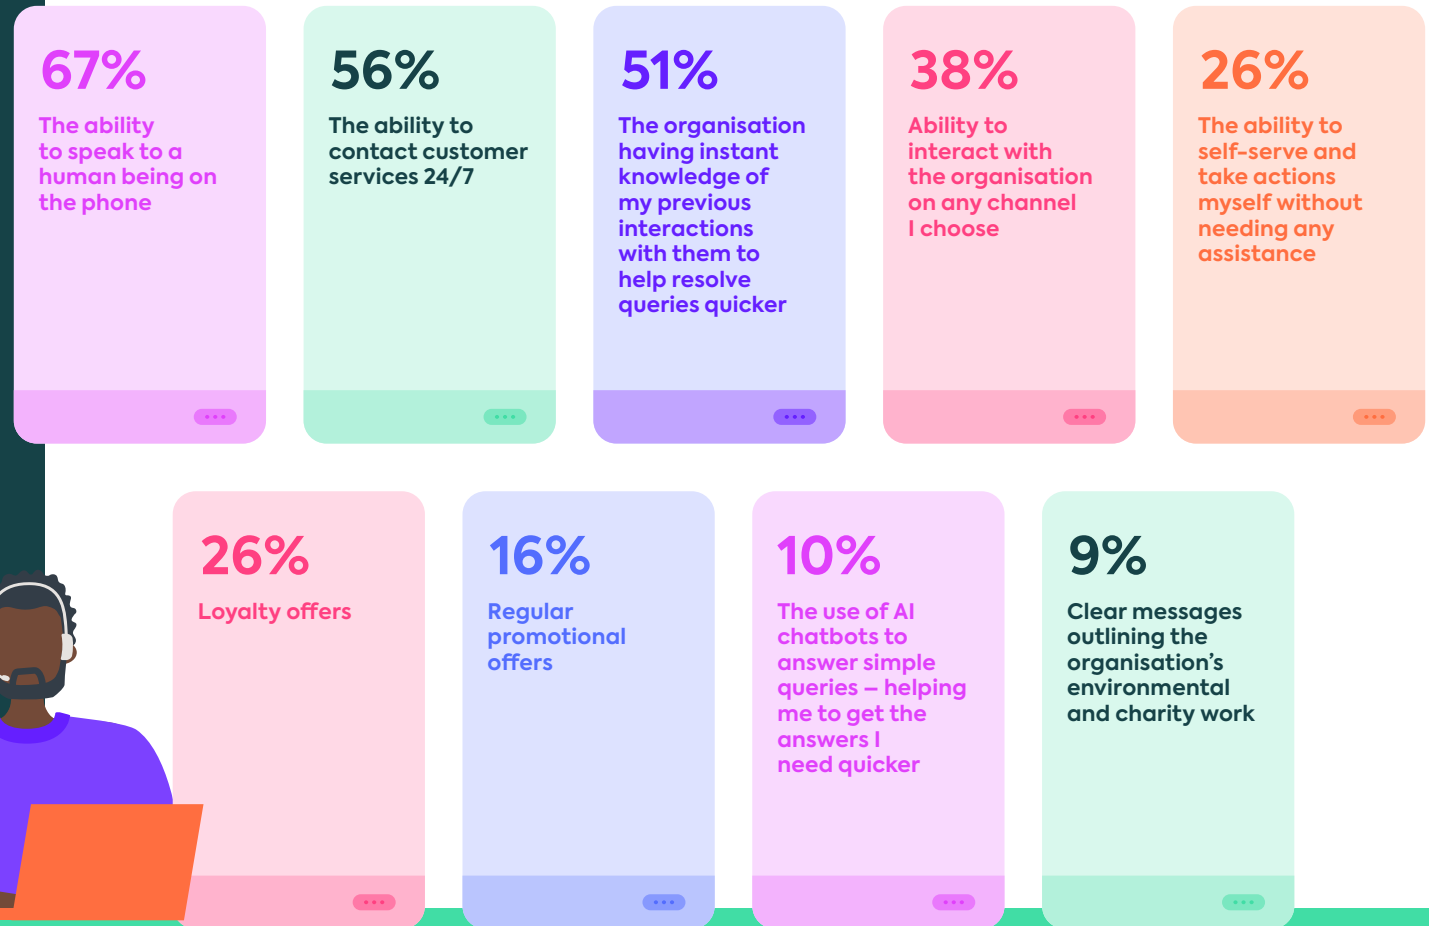 67%
The ability
to speak to a
human being on
the phone
56%
The ability to
contact customer
services 24/7
51%
The organisation
having instant
knowledge of
my previous
interactions
with them to
help resolve
queries quicker
38%
Ability to
interact with
the organisation
on any channel
I choose
26%
The ability to
self-serve and
take actions
myself without
needing any
assistance
26%
Loyalty offers
16%
Regular
promotional
offers
10%
The use of AI
chatbots to
answer simple
queries – helping
me to get the
answers I
need quicker
9%
Clear messages
outlining the
organisation’s
environmental
and charity work